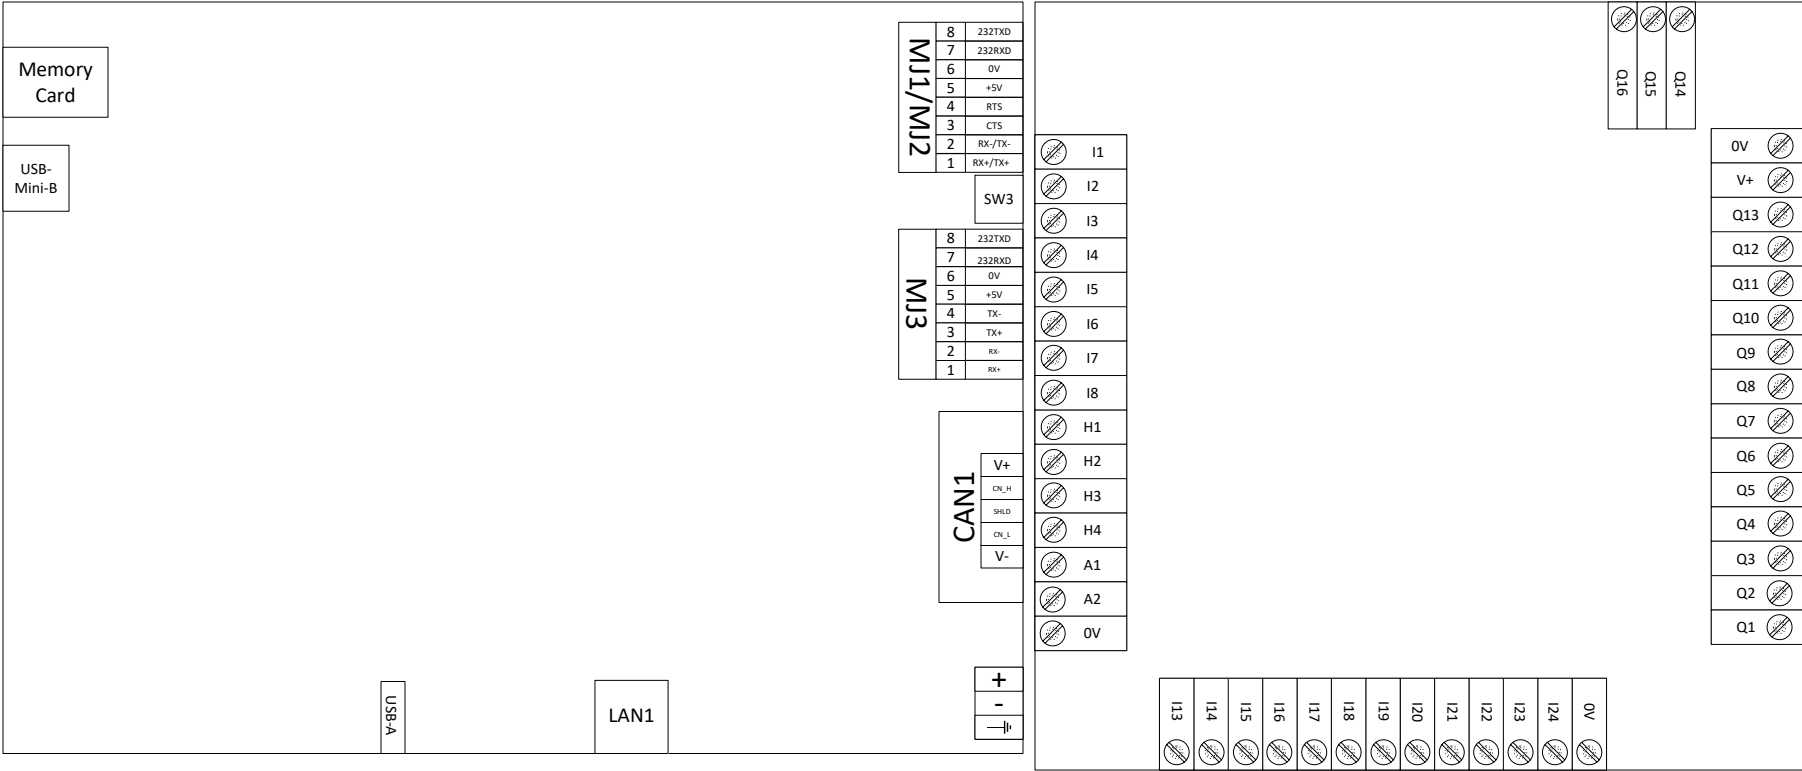 Memory
Card
USB-
Mini-B
MJ1/MJ2
8 232TXD
7 232RXD
6 0V
5 +5V
4 RTS
3 CTS
2 RX-/TX-
1 RX+/TX+
SW3
MJ3
8 232TXD
7 232RXD
6 0V
5 +5V
4 TX-
3 TX+
2 RX-
1 RX+
CAN1
V+
CN_H
SHLD
CN_L
V-
+
-
USB-A
LAN1
I1
I2
I3
I4
I5
I6
I7
I8
H1
H2
H3
H4
A1
A2
0V
Q16
Q15
Q14
0V
V+
Q13
Q12
Q11
Q10
Q9
Q8
Q7
Q6
Q5
Q4
Q3
Q2
Q1
I13
I14
I15
I16
I17
I18
I19
I20
I21
I22
I23
I24
0V